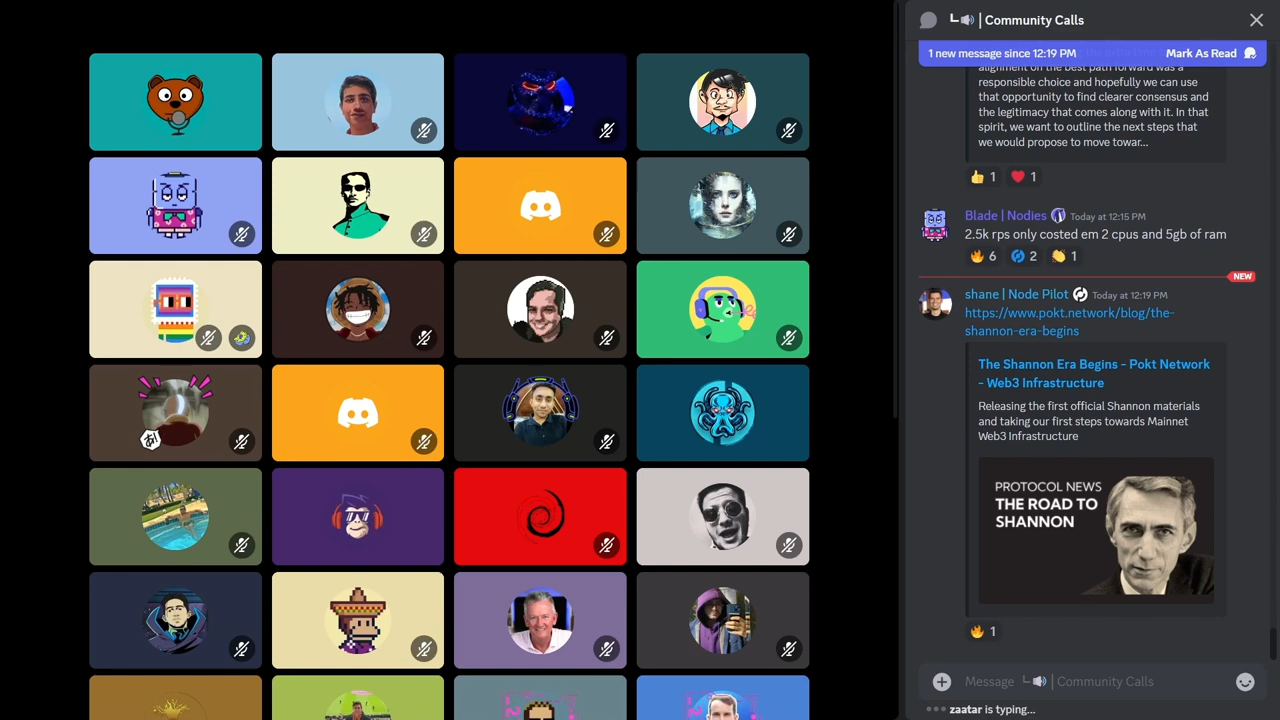 ┗🔊 | Community Calls
1 new message since 12:19 PM Mark As Read
alignment on the best path forward was a
responsible choice and hopefully we can use
that opportunity to find clearer consensus and
the legitimacy that comes along with it. In that
spirit, we want to outline the next steps that
we would propose to move towar...
👍 1 ❤️ 1
Blade | Nodies Today at 12:15 PM
2.5k rps only costed em 2 cpus and 5gb of ram
🔥 6 2 👏 1
NEW
shane | Node Pilot Today at 12:19 PM
https://www.pokt.network/blog/the-
shannon-era-begins
The Shannon Era Begins - Pokt Network
- Web3 Infrastructure
Releasing the first official Shannon materials
and taking our first steps towards Mainnet
Web3 Infrastructure
PROTOCOL NEWS
THE ROAD TO
SHANNON
🔥 1
Message ┗🔊 | Community Calls
zaatar is typing...